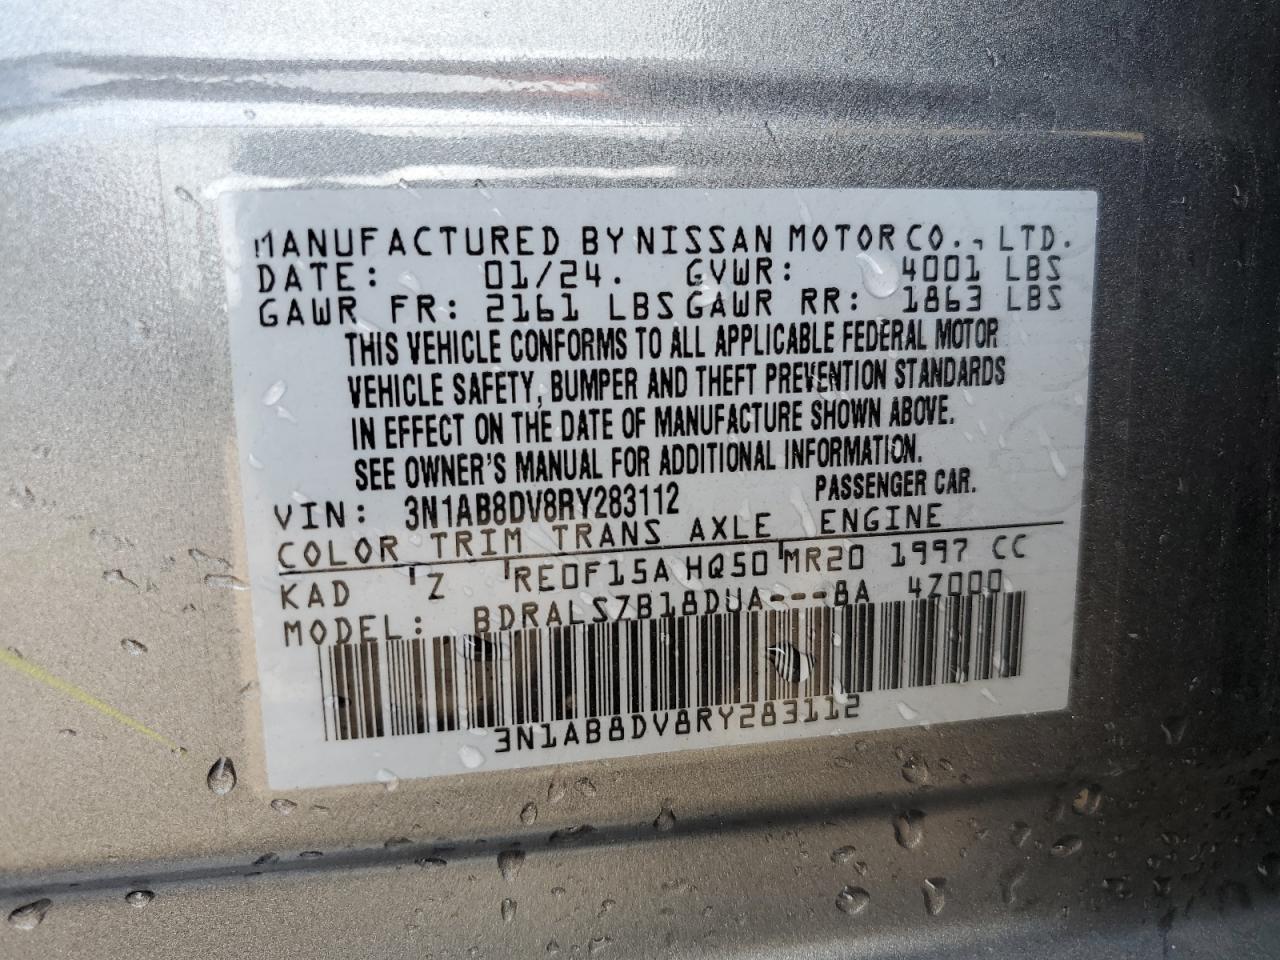 MANUFACTURED BY NISSAN MOTOR CO., LTD.
DATE: 01/24. GVWR: 4001 LBS
GAWR FR: 2161 LBS GAWR RR: 1863 LBS
THIS VEHICLE CONFORMS TO ALL APPLICABLE FEDERAL MOTOR
VEHICLE SAFETY, BUMPER AND THEFT PREVENTION STANDARDS
IN EFFECT ON THE DATE OF MANUFACTURE SHOWN ABOVE.
SEE OWNER'S MANUAL FOR ADDITIONAL INFORMATION.
VIN: 3N1AB8DV8RY283112 PASSENGER CAR.
COLOR TRIM TRANS AXLE ENGINE
KAD Z RE0F15A HQ50 MR20 1997 CC
MODEL: BDRALSZB18DUA---8A 4Z000
3N1AB8DV8RY283112